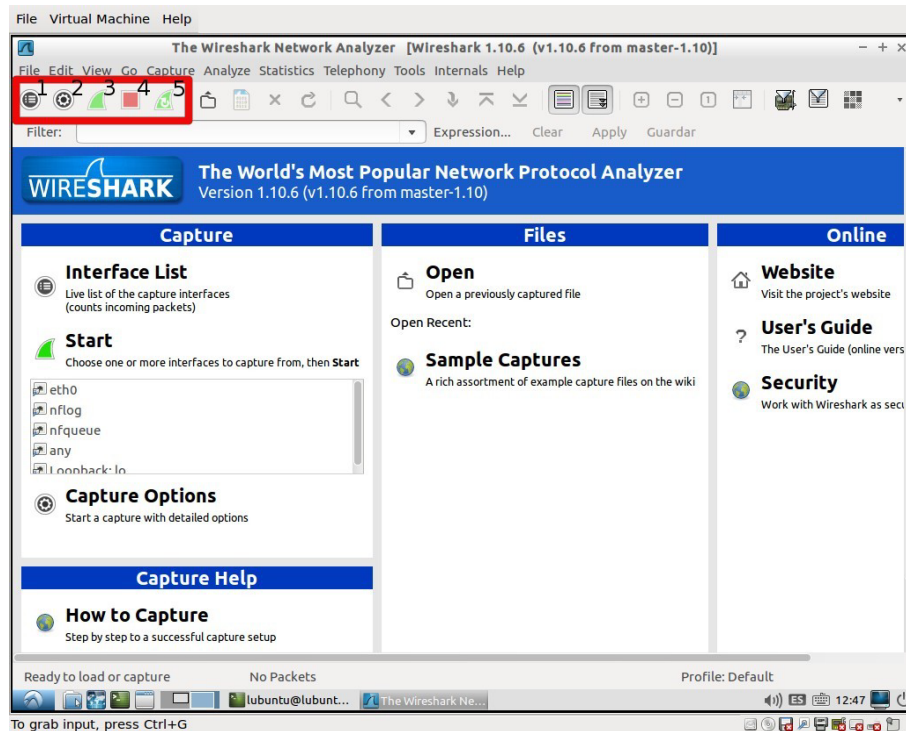 File Virtual Machine Help
The Wireshark Network Analyzer [Wireshark 1.10.6 (v1.10.6 from master-1.10)]
File Edit View Go Capture Analyze Statistics Telephony Tools Internals Help
1 2 3 4 5
Filter: Expression... Clear Apply Guardar
WIRESHARK
The World's Most Popular Network Protocol Analyzer
Version 1.10.6 (v1.10.6 from master-1.10)
Capture
Interface List
Live list of the capture interfaces
(counts incoming packets)
Start
Choose one or more interfaces to capture from, then Start
eth0
nflog
nfqueue
any
Loopback: lo
Capture Options
Start a capture with detailed options
Capture Help
How to Capture
Step by step to a successful capture setup
Files
Open
Open a previously captured file
Open Recent:
Sample Captures
A rich assortment of example capture files on the wiki
Online
Website
Visit the project's website
User's Guide
The User's Guide (online vers
Security
Work with Wireshark as secu
Ready to load or capture No Packets Profile: Default
lubuntu@lubunt... The Wireshark Ne... ES 12:47
To grab input, press Ctrl+G